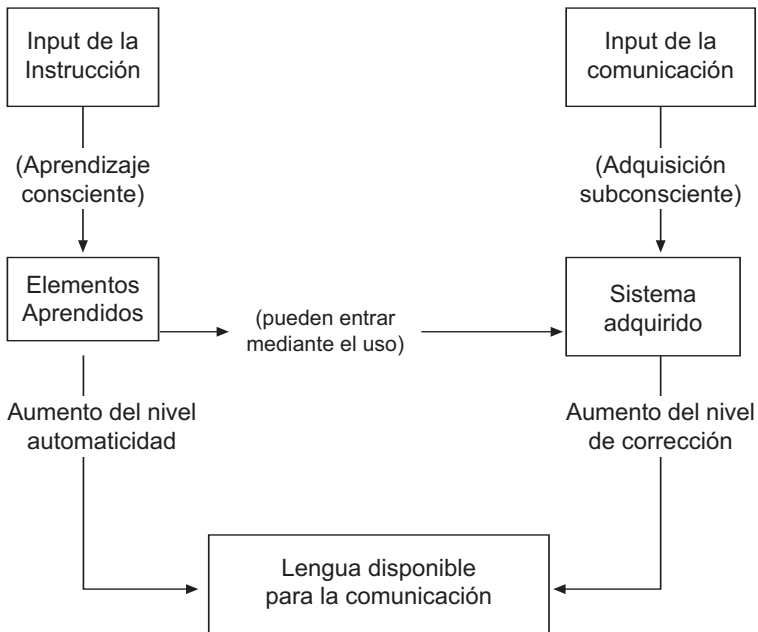 Input de la
Instrucción
Input de la
comunicación
(Aprendizaje
consciente)
(Adquisición
subconsciente)
Elementos
Aprendidos
(pueden entrar
mediante el uso)
Sistema
adquirido
Aumento del nivel
automaticidad
Aumento del nivel
de corrección
Lengua disponible
para la comunicación